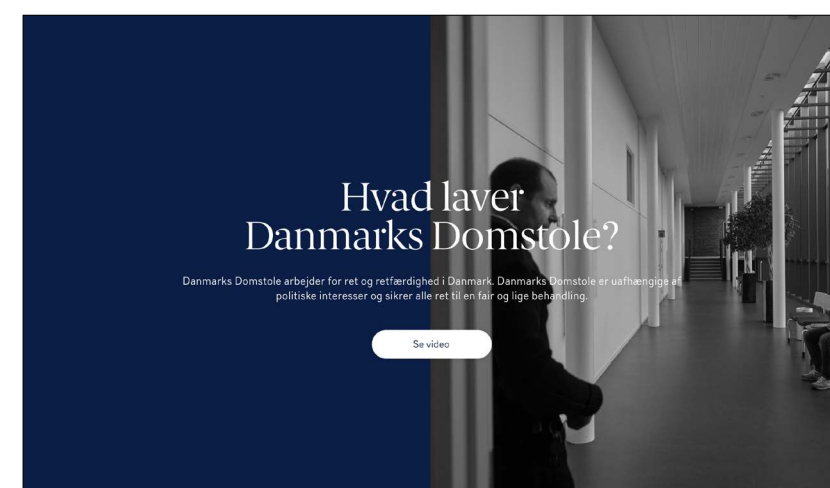 Hvad laver
Danmarks Domstole?
Danmarks Domstole arbejder for ret og retfærdighed i Danmark. Danmarks Domstole er uafhængige af
politiske interesser og sikrer alle ret til en fair og lige behandling.
Se video